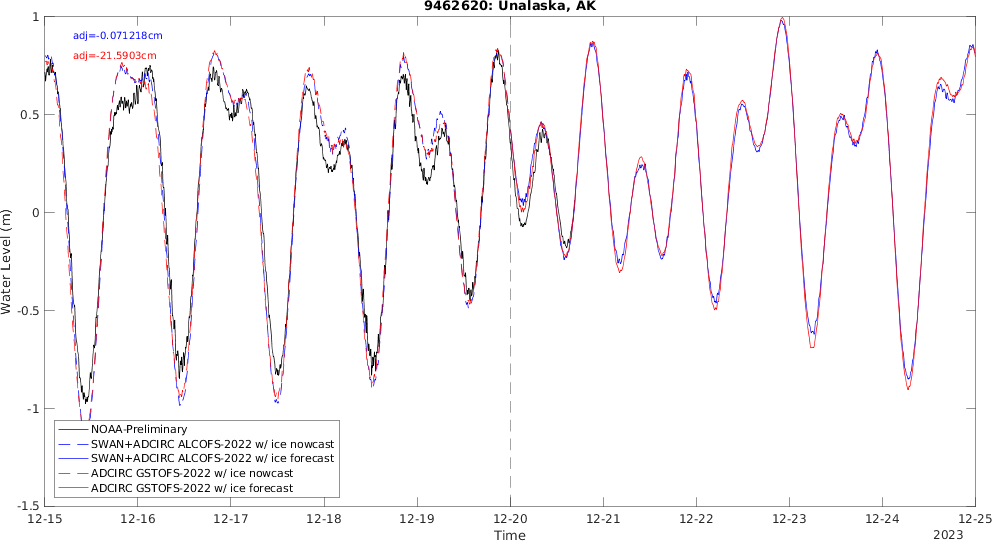 9462620: Unalaska, AK
adj=-0.071218cm
adj=-21.5903cm
Water Level (m)
1
0.5
0
-0.5
-1
-1.5
NOAA-Preliminary
SWAN+ADCIRC ALCOFS-2022 w/ ice nowcast
SWAN+ADCIRC ALCOFS-2022 w/ ice forecast
ADCIRC GSTOFS-2022 w/ ice nowcast
ADCIRC GSTOFS-2022 w/ ice forecast
12-15 12-16 12-17 12-18 12-19 12-20 12-21 12-22 12-23 12-24 12-25
Time
2023